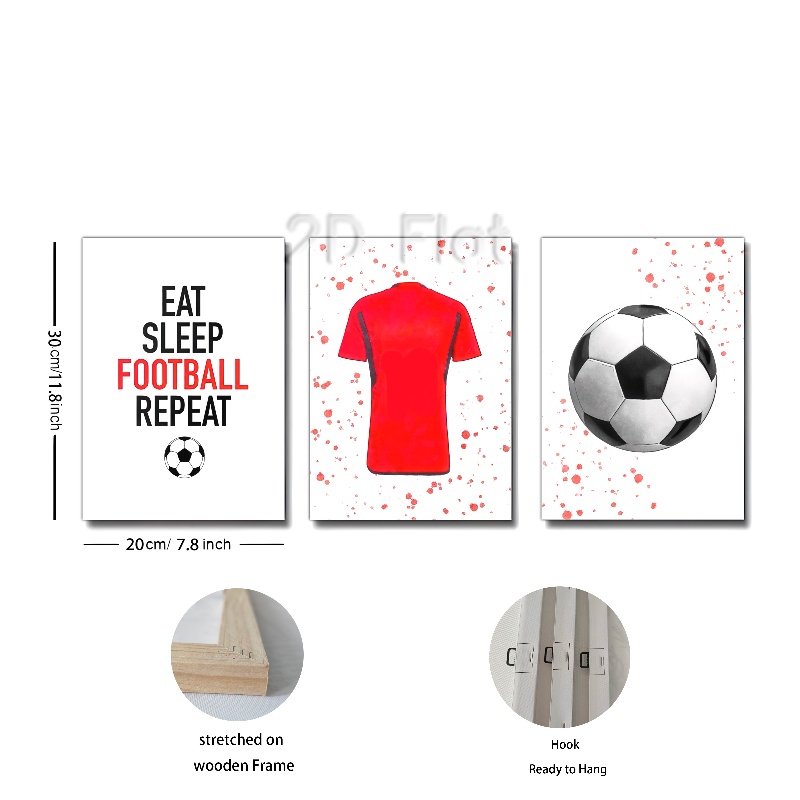 2D Flat
EAT
SLEEP
FOOTBALL
REPEAT
30cm/11.8inch
20cm/ 7.8 inch
stretched on
wooden Frame
Hook
Ready to Hang